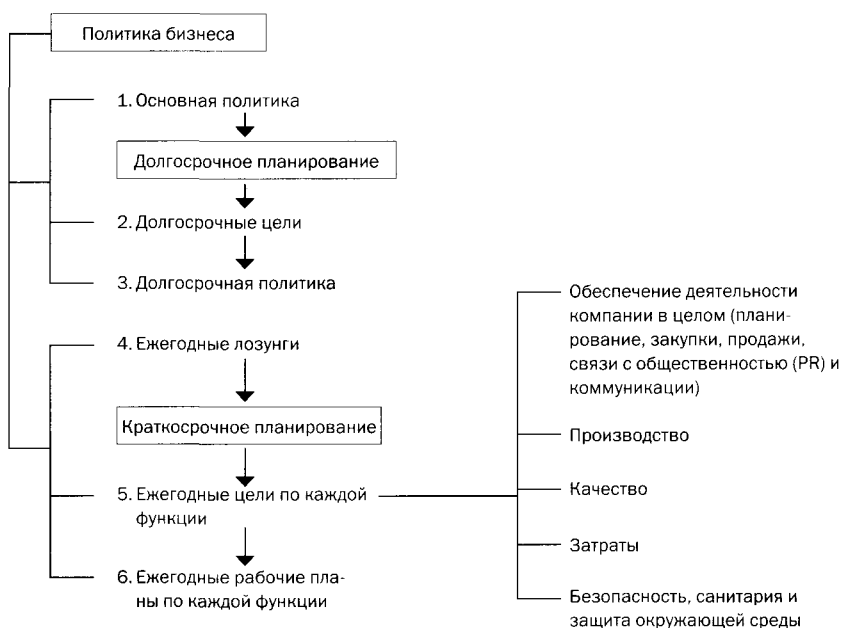 Политика бизнеса
1. Основная политика
Долгосрочное планирование
2. Долгосрочные цели
3. Долгосрочная политика
4. Ежегодные лозунги
Краткосрочное планирование
5. Ежегодные цели по каждой
функции
6. Ежегодные рабочие пла-
ны по каждой функции
Обеспечение деятельности
компании в целом (плани-
рование, закупки, продажи,
связи с общественностью (PR) и
коммуникации)
Производство
Качество
Затраты
Безопасность, санитария и
защита окружающей среды